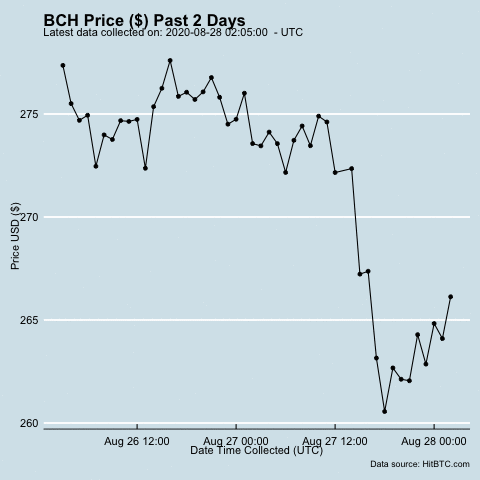 BCH Price ($) Past 2 Days
Latest data collected on: 2020-08-28 02:05:00  - UTC
275
270
265
260
Price USD ($)
Aug 26 12:00
Aug 27 00:00
Aug 27 12:00
Aug 28 00:00
Date Time Collected (UTC)
Data source: HitBTC.com